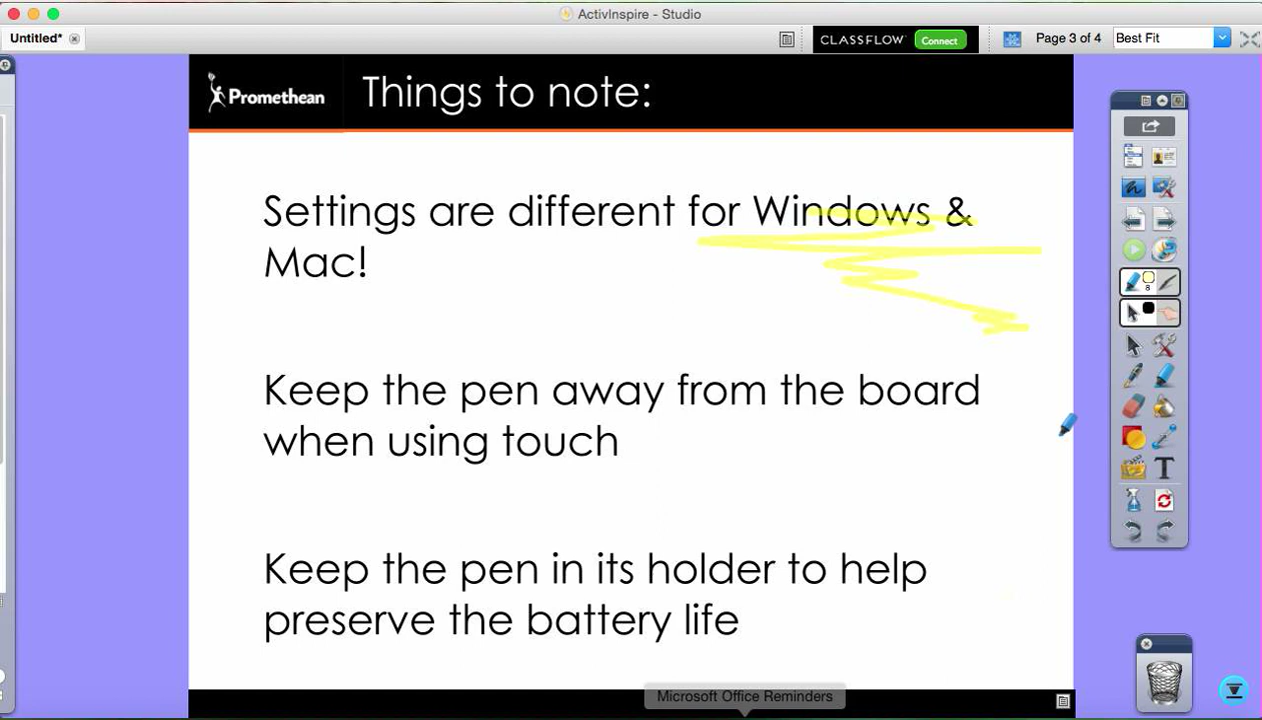 ActivInspire - Studio
Untitled*
CLASSFLOW Connect
Page 3 of 4
Best Fit
Promethean
Things to note:
Settings are different for Windows &
Mac!
8
Keep the pen away from the board
when using touch
T
Keep the pen in its holder to help
preserve the battery life
Microsoft Office Reminders